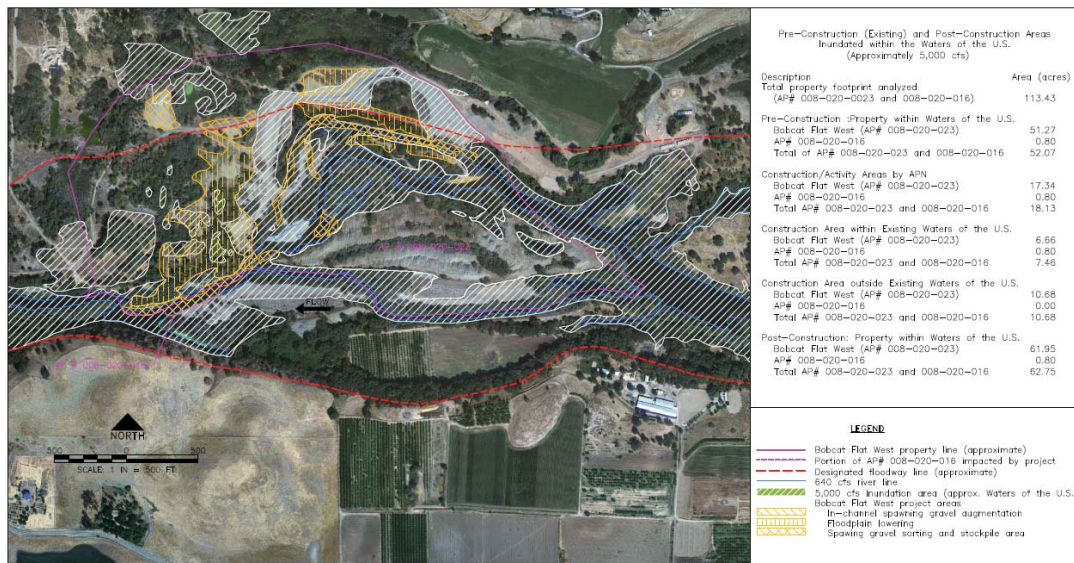 Pre-Construction (Existing) and Post-Construction Areas
Inundated within the Waters of the U.S.
(Approximately 5,000 cfs)
Description Area (acres)
Total property footprint analyzed
(AP# 008-020-0023 and 008-020-016) 113.43
Pre-Construction :Property within Waters of the U.S.
Bobcat Flat West (AP# 008-020-023) 51.27
AP# 008-020-016 0.80
Total of AP# 008-020-023 and 008-020-016 52.07
Construction/Activity Areas by APN
Bobcat Flat West (AP# 008-020-023) 17.34
AP# 008-020-016 0.80
Total AP# 008-020-023 and 008-020-016 18.13
Construction Area within Existing Waters of the U.S.
Bobcat Flat West (AP# 008-020-023) 6.66
AP# 008-020-016 0.80
Total AP# 008-020-023 and 008-020-016 7.46
Construction Area outside Existing Waters of the U.S.
Bobcat Flat West (AP# 008-020-023) 10.68
AP# 008-020-016 0.00
Total AP# 008-020-023 and 008-020-016 10.68
Post-Construction: Property within Waters of the U.S.
Bobcat Flat West (AP# 008-020-023) 61.95
AP# 008-020-016 0.80
Total AP# 008-020-023 and 008-020-016 62.75
FLOW
NORTH
500 0 500
SCALE: 1 IN = 500 FT
LEGEND
Bobcat Flat West property line (approximate)
Portion of AP# 008-020-016 impacted by project
Designated floodway line (approximate)
640 cfs river line
5,000 cfs inundation area (approx. Waters of the U.S.
Bobcat Flat West project areas
In-channel spawning gravel augmentation
Floodplain lowering
Spawing gravel sorting and stockpile area